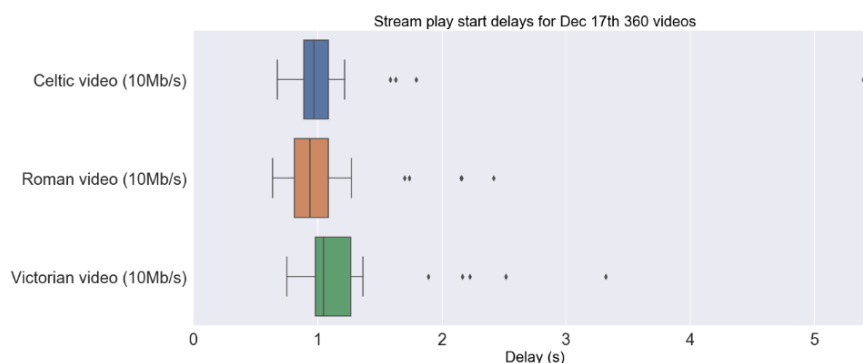 Stream play start delays for Dec 17th 360 videos
Celtic video (10Mb/s)
Roman video (10Mb/s)
Victorian video (10Mb/s)
0 1 2 3 4 5
Delay (s)